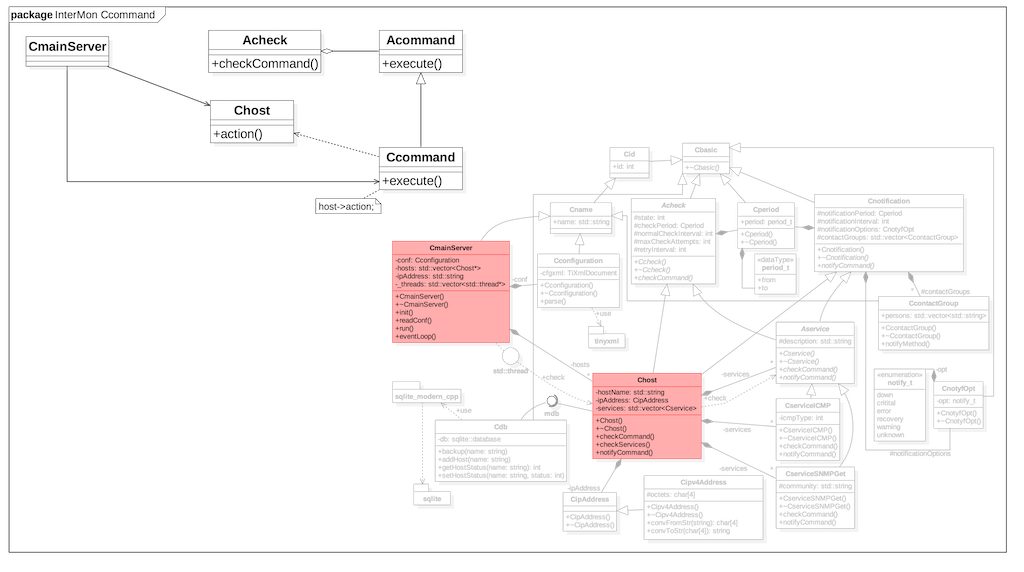 package InterMon Ccommand
CmainServer
Acheck
+checkCommand()
Acommand
+execute()
Chost
+action()
Ccommand
+execute()
host->action;
Cid
+id: int
Cbasic
+~Cbasic()
Cname
+name: std::string
Acheck
#state: int
#checkPeriod: Cperiod
#normalCheckInterval: int
#maxCheckAttempts: int
#retryInterval: int
+Ccheck()
+~Ccheck()
+checkCommand()
Cperiod
+period: period_t
+Cperiod()
+~Cperiod()
«dataType»
period_t
+from
+to
Cnotification
#notificationPeriod: Cperiod
#notificationInterval: int
#notificationOptions: CnotyfOpt
#contactGroups: std::vector<CcontactGroup>
+Cnotification()
+~Cnotification()
+notifyCommand()
CmainServer
-conf: Cconfiguration
-hosts: std::vector<Chost*>
-ipAddress: std::string
-_threads: std::vector<std::thread*>
+CmainServer()
+~CmainServer()
+init()
+readConf()
+run()
+eventLoop()
-conf
Cconfiguration
-cfgxml: TiXmlDocument
+Cconfiguration()
+~Cconfiguration()
+parse()
+use
tinyxml
#contactGroups
*
CcontactGroup
+persons: std::vector<std::string>
+CcontactGroup()
+~CcontactGroup()
+notifyMethod()
Aservice
#description: std::string
+Cservice()
+~Cservice()
+checkCommand()
+notifyCommand()
std::thread
+check
-hosts
*
Chost
-hostName: std::string
-ipAddress: CipAddress
-services: std::vector<Cservice>
+Chost()
+~Chost()
+checkCommand()
+checkServices()
+notifyCommand()
-services
*
+check
-services
*
-services
*
«enumeration»
notify_t
down
critital
error
recovery
warning
unknown
-opt
CnotyfOpt
-opt: notify_t
+CnotyfOpt()
+~CnotyfOpt()
#notificationOptions
sqlite_modern_cpp
+use
mdb
Cdb
-db: sqlite::database
+backup(name: string)
+addHost(name: string)
+getHostStatus(name: string): int
+setHostStatus(name: string, status: int)
sqlite
CserviceICMP
-icmpType: int
+CserviceICMP()
+~CserviceICMP()
+checkCommand()
+notifyCommand()
CserviceSNMPGet
#community: std::string
+CserviceSNMPGet()
+~CserviceSNMPGet()
+checkCommand()
+notifyCommand()
-ipAddress
CipAddress
+CipAddress()
+~CipAddress()
Cipv4Address
#octets: char[4]
+Cipv4Address()
+~Cipv4Address()
+convFromStr(string): char[4]
+convToStr(char[4]): string